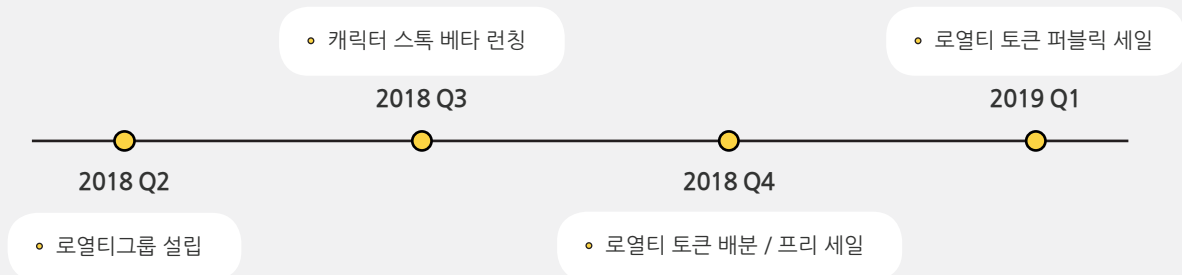 캐릭터 스톡 베타 런칭
로열티 토큰 퍼블릭 세일
2018 Q3
2019 Q1
2018 Q2
2018 Q4
로열티그룹 설립
로열티 토큰 배분 / 프리 세일